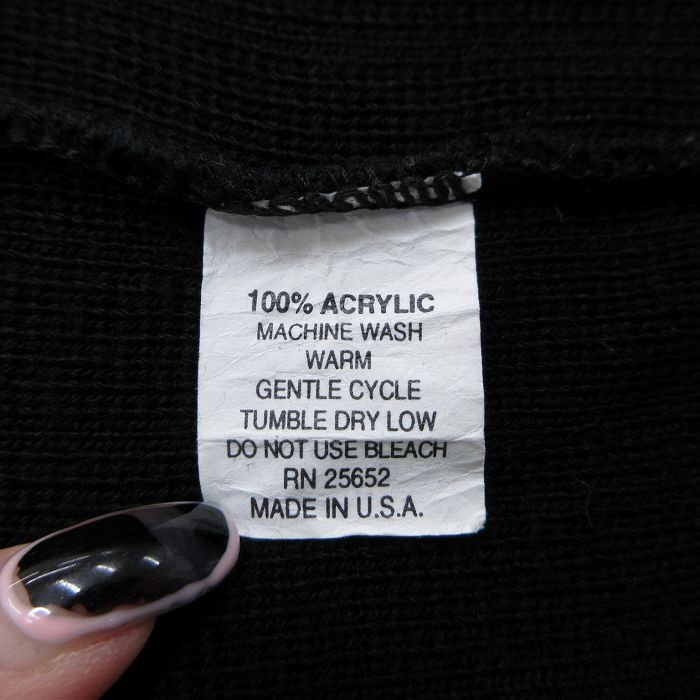 100% ACRYLIC
MACHINE WASH
WARM
GENTLE CYCLE
TUMBLE DRY LOW
DO NOT USE BLEACH
RN 25652
MADE IN U.S.A.